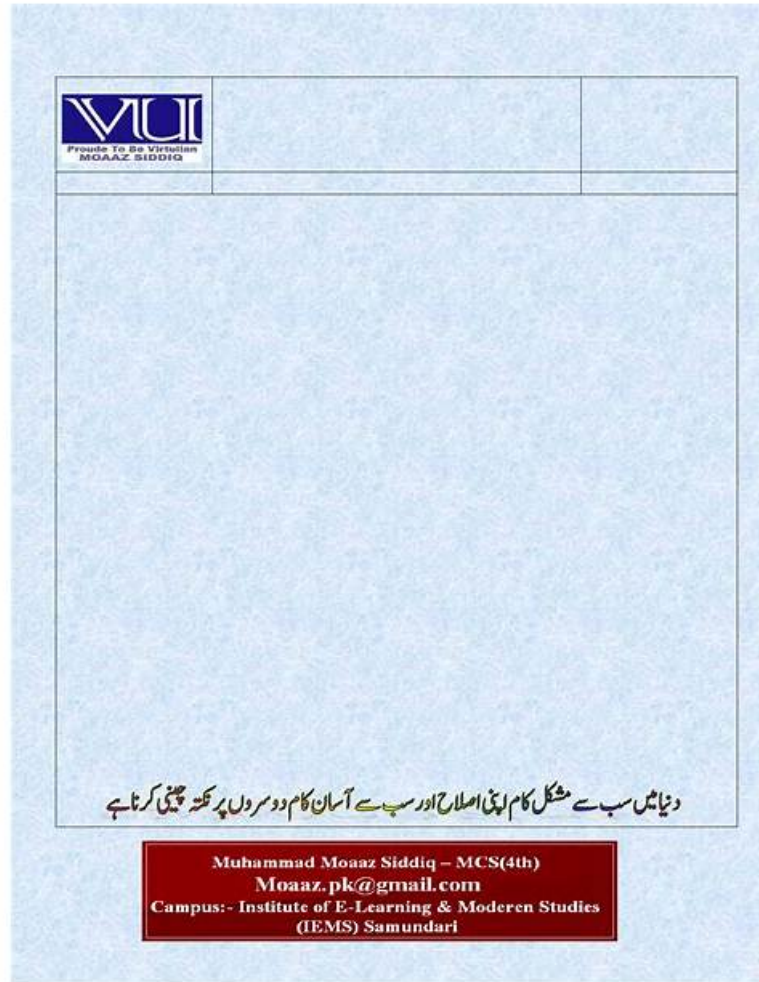 VU
Proude To Be Virtulian
MOAAZ SIDDIQ
دنیا میں سب سے مشکل کام اپنی اصلاح اور سب سے آسان کام دوسروں پر نکتہ چینی کرنا ہے
Muhammad Moaaz Siddiq – MCS(4th)
Moaaz.pk@gmail.com
Campus:- Institute of E-Learning & Moderen Studies
(IEMS) Samundari